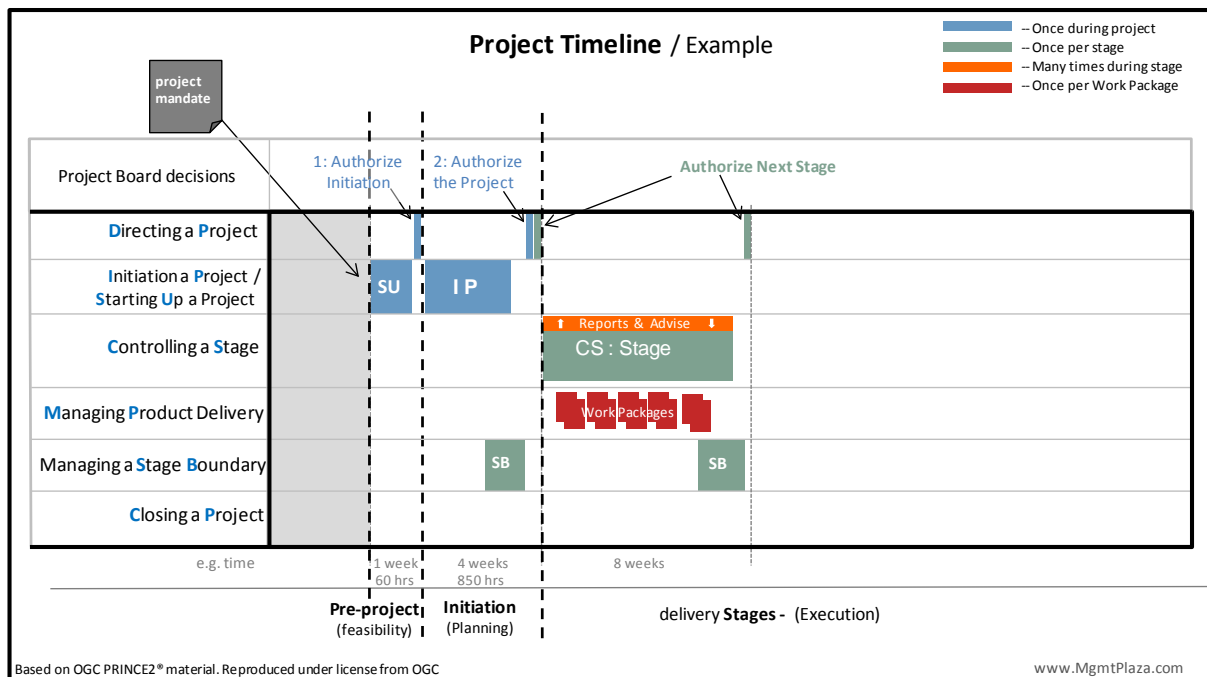 Project Timeline / Example
-- Once during project
-- Once per stage
-- Many times during stage
-- Once per Work Package
project
mandate
Project Board decisions
1: Authorize
Initiation
2: Authorize
the Project
Authorize Next Stage
Directing a Project
Initiation a Project /
Starting Up a Project
SU
I P
Controlling a Stage
⬆ Reports & Advise ⬇
CS : Stage
Managing Product Delivery
Work Packages
Managing a Stage Boundary
SB
SB
Closing a Project
e.g. time
1 week
60 hrs
4 weeks
850 hrs
8 weeks
Pre-project
(feasibility)
Initiation
(Planning)
delivery Stages - (Execution)
Based on OGC PRINCE2® material. Reproduced under license from OGC
www.MgmtPlaza.com